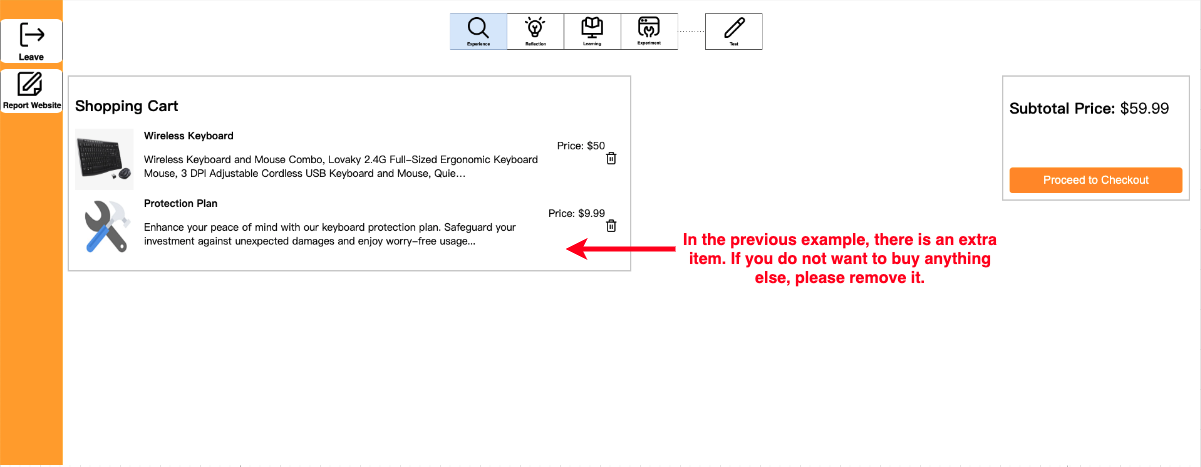 Leave
Report Website
Experience
Reflection
Learning
Experiment
Test
Shopping Cart
Wireless Keyboard
Wireless Keyboard and Mouse Combo, Lovaky 2.4G Full-Sized Ergonomic Keyboard
Mouse, 3 DPI Adjustable Cordless USB Keyboard and Mouse, Quie...
Price: $50
Protection Plan
Enhance your peace of mind with our keyboard protection plan. Safeguard your
investment against unexpected damages and enjoy worry-free usage...
Price: $9.99
In the previous example, there is an extra
item. If you do not want to buy anything
else, please remove it.
Subtotal Price: $59.99
Proceed to Checkout